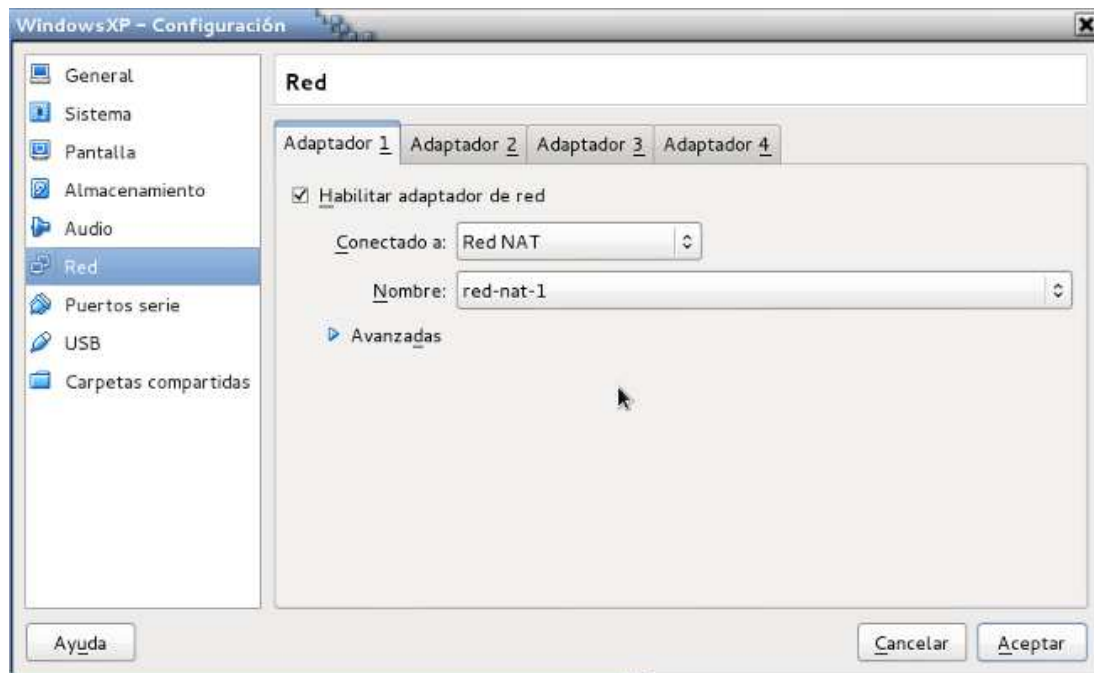 WindowsXP - Configuración
General
Sistema
Pantalla
Almacenamiento
Audio
Red
Puertos serie
USB
Carpetas compartidas
Red
Adaptador 1 Adaptador 2 Adaptador 3 Adaptador 4
Habilitar adaptador de red
Conectado a: Red NAT
Nombre: red-nat-1
Avanzadas
Ayuda Cancelar Aceptar